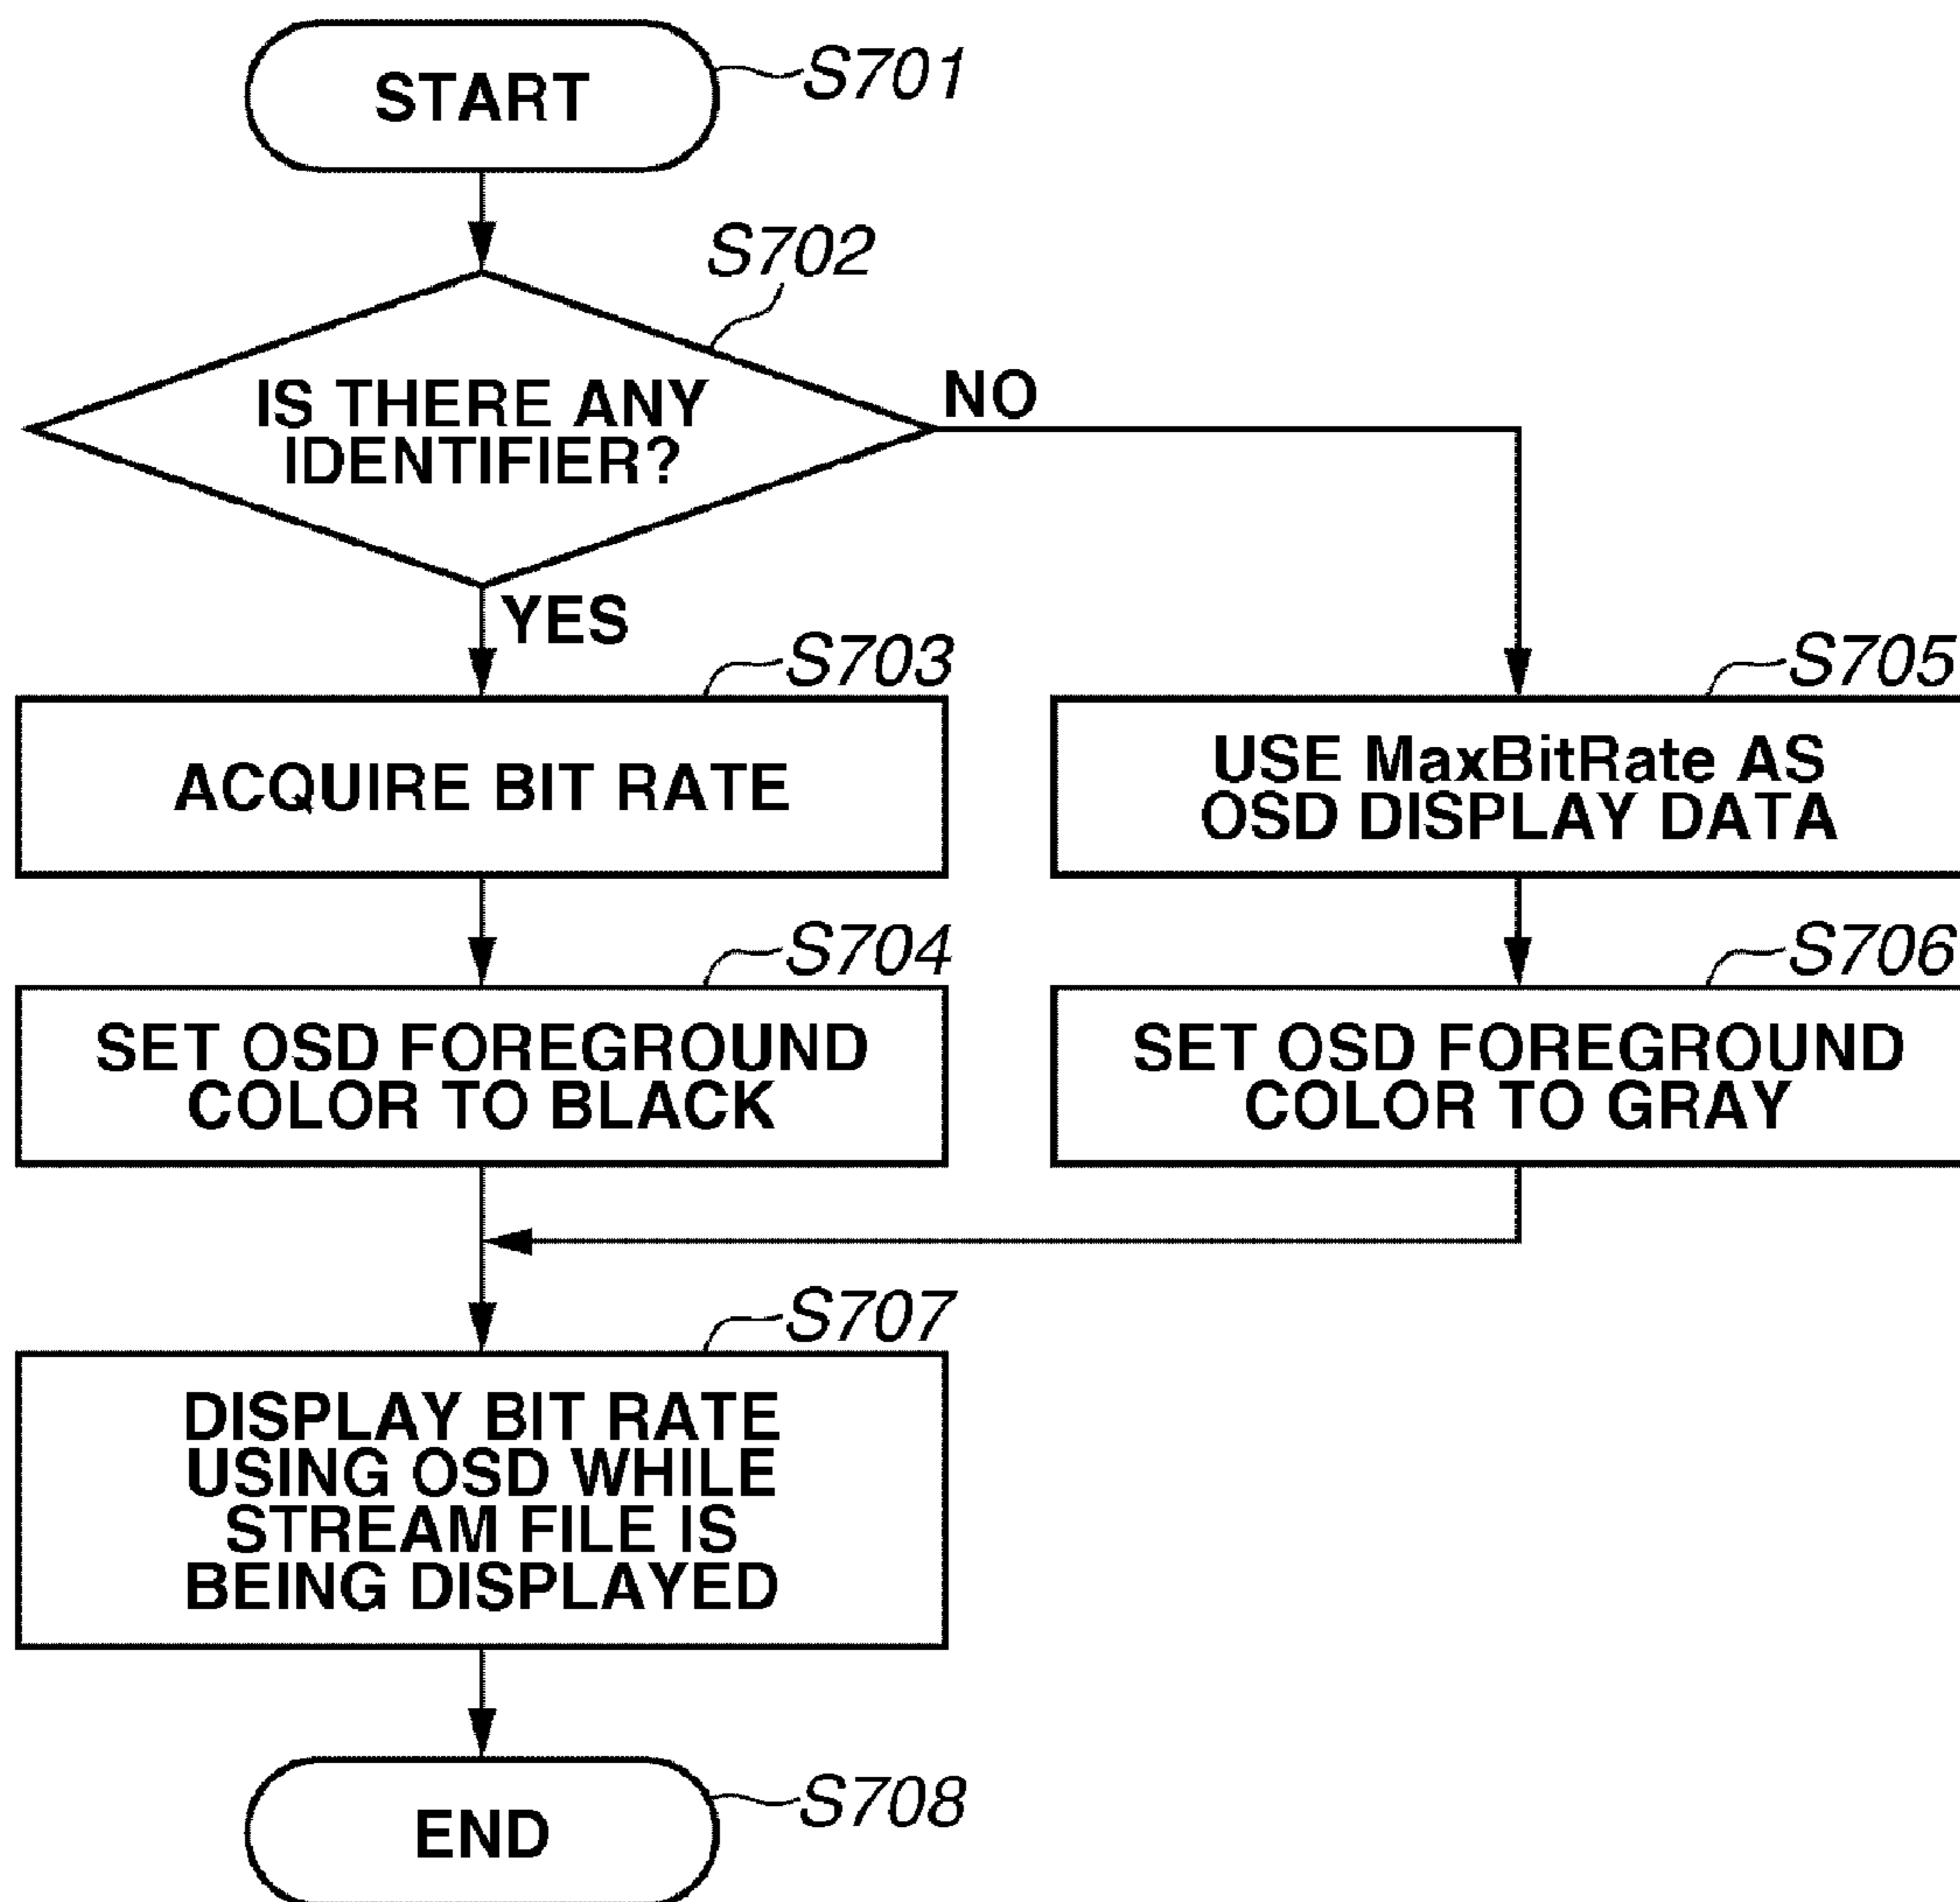 START
S701
S702
IS THERE ANY
IDENTIFIER?
NO
YES
S703
ACQUIRE BIT RATE
S705
USE MaxBitRate AS
OSD DISPLAY DATA
S704
SET OSD FOREGROUND
COLOR TO BLACK
S706
SET OSD FOREGROUND
COLOR TO GRAY
S707
DISPLAY BIT RATE
USING OSD WHILE
STREAM FILE IS
BEING DISPLAYED
END
S708